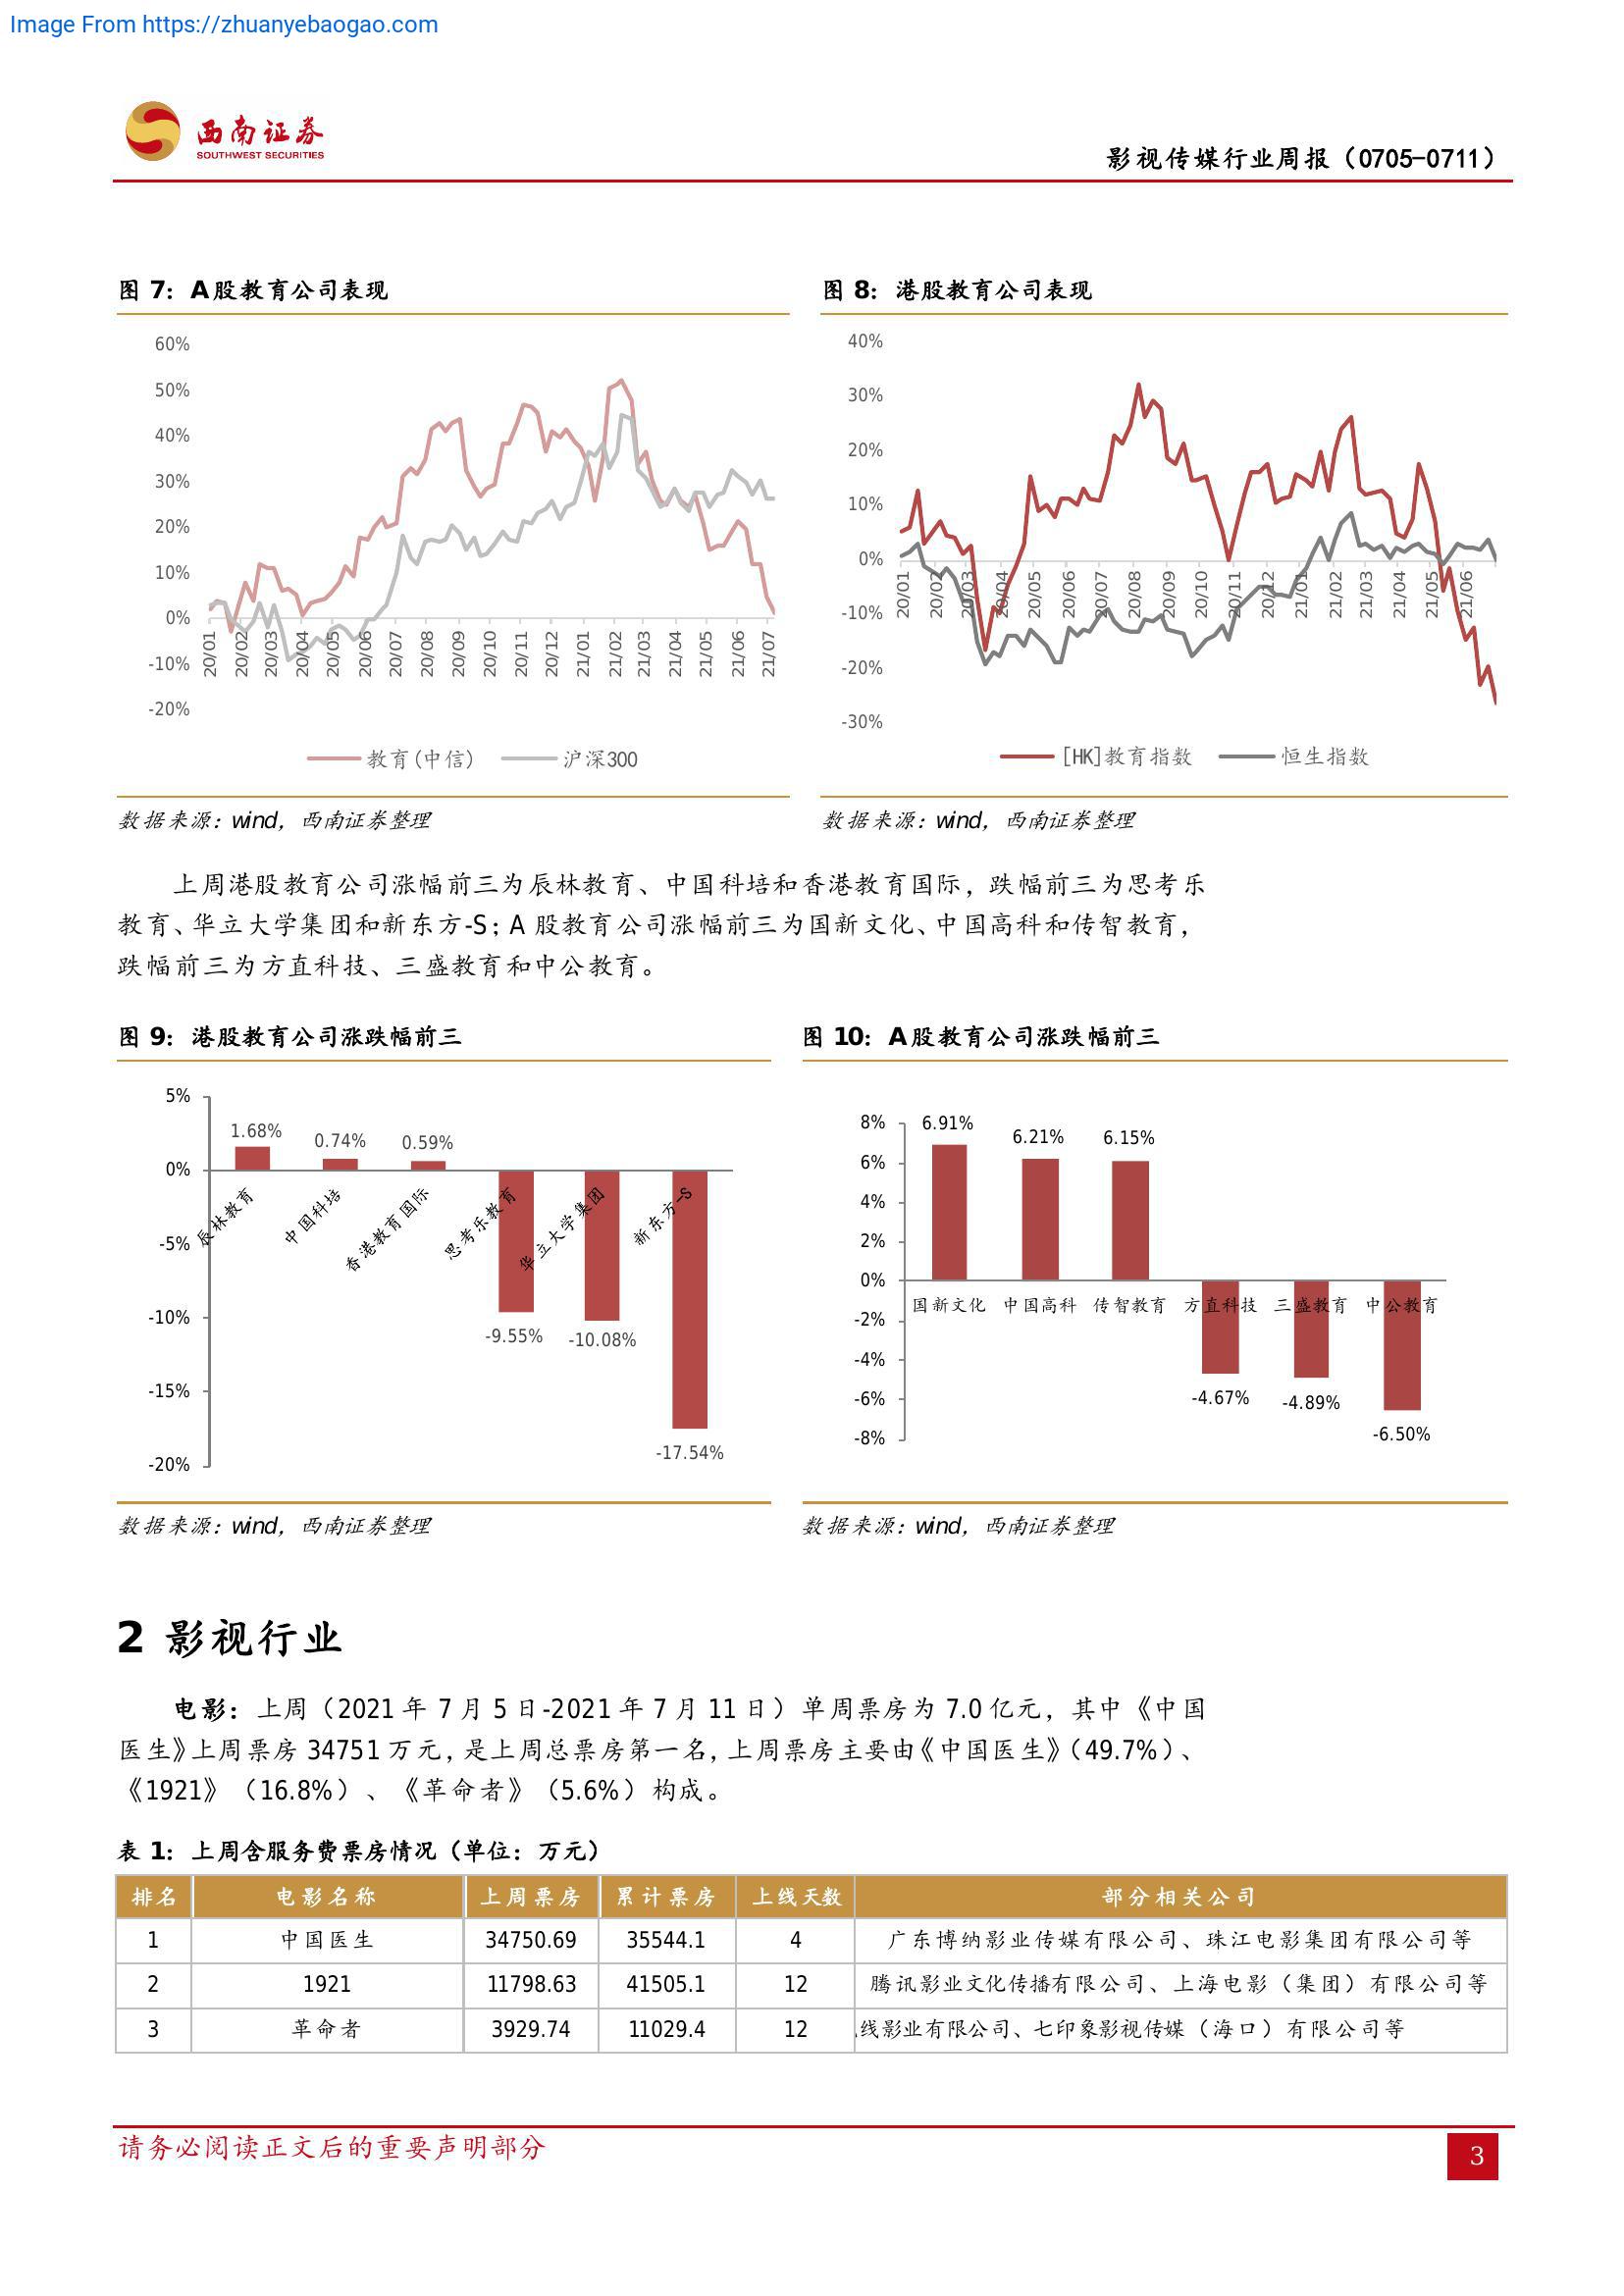 Image From https://zhuanyebaogao.com
西南证券
SOUTHWEST SECURITIES
影视传媒行业周报（0705-0711）
图 7：A股教育公司表现
60%
50%
40%
30%
20%
10%
0%
-10%
-20%
20/01
20/02
20/03
20/04
20/05
20/06
20/07
20/08
20/09
20/10
20/11
20/12
21/01
21/02
21/03
21/04
21/05
21/06
21/07
教育(中信)
沪深300
数据来源：wind，西南证券整理
图 8：港股教育公司表现
40%
30%
20%
10%
0%
-10%
-20%
-30%
20/01
20/02
20/03
20/04
20/05
20/06
20/07
20/08
20/09
20/10
20/11
20/12
21/01
21/02
21/03
21/04
21/05
21/06
[HK]教育指数
恒生指数
数据来源：wind，西南证券整理
上周港股教育公司涨幅前三为辰林教育、中国科培和香港教育国际，跌幅前三为思考乐
教育、华立大学集团和新东方-S；A 股教育公司涨幅前三为国新文化、中国高科和传智教育，
跌幅前三为方直科技、三盛教育和中公教育。
图 9：港股教育公司涨跌幅前三
5%
0%
-5%
-10%
-15%
-20%
1.68%
0.74%
0.59%
-9.55%
-10.08%
-17.54%
辰林教育
中国科培
香港教育国际
思考乐教育
华立大学集团
新东方-S
数据来源：wind，西南证券整理
图 10：A股教育公司涨跌幅前三
8%
6%
4%
2%
0%
-2%
-4%
-6%
-8%
6.91%
6.21%
6.15%
-4.67%
-4.89%
-6.50%
国新文化
中国高科
传智教育
方直科技
三盛教育
中公教育
数据来源：wind，西南证券整理
2 影视行业
电影：上周（2021 年 7 月 5 日-2021 年 7 月 11 日）单周票房为 7.0 亿元，其中《中国
医生》上周票房 34751 万元，是上周总票房第一名，上周票房主要由《中国医生》（49.7%）、
《1921》（16.8%）、《革命者》（5.6%）构成。
表 1：上周含服务费票房情况（单位：万元）
排名 电影名称 上周票房 累计票房 上线天数 部分相关公司
1 中国医生 34750.69 35544.1 4 广东博纳影业传媒有限公司、珠江电影集团有限公司等
2 1921 11798.63 41505.1 12 腾讯影业文化传播有限公司、上海电影（集团）有限公司等
3 革命者 3929.74 11029.4 12 线影业有限公司、七印象影视传媒（海口）有限公司等
请务必阅读正文后的重要声明部分
3